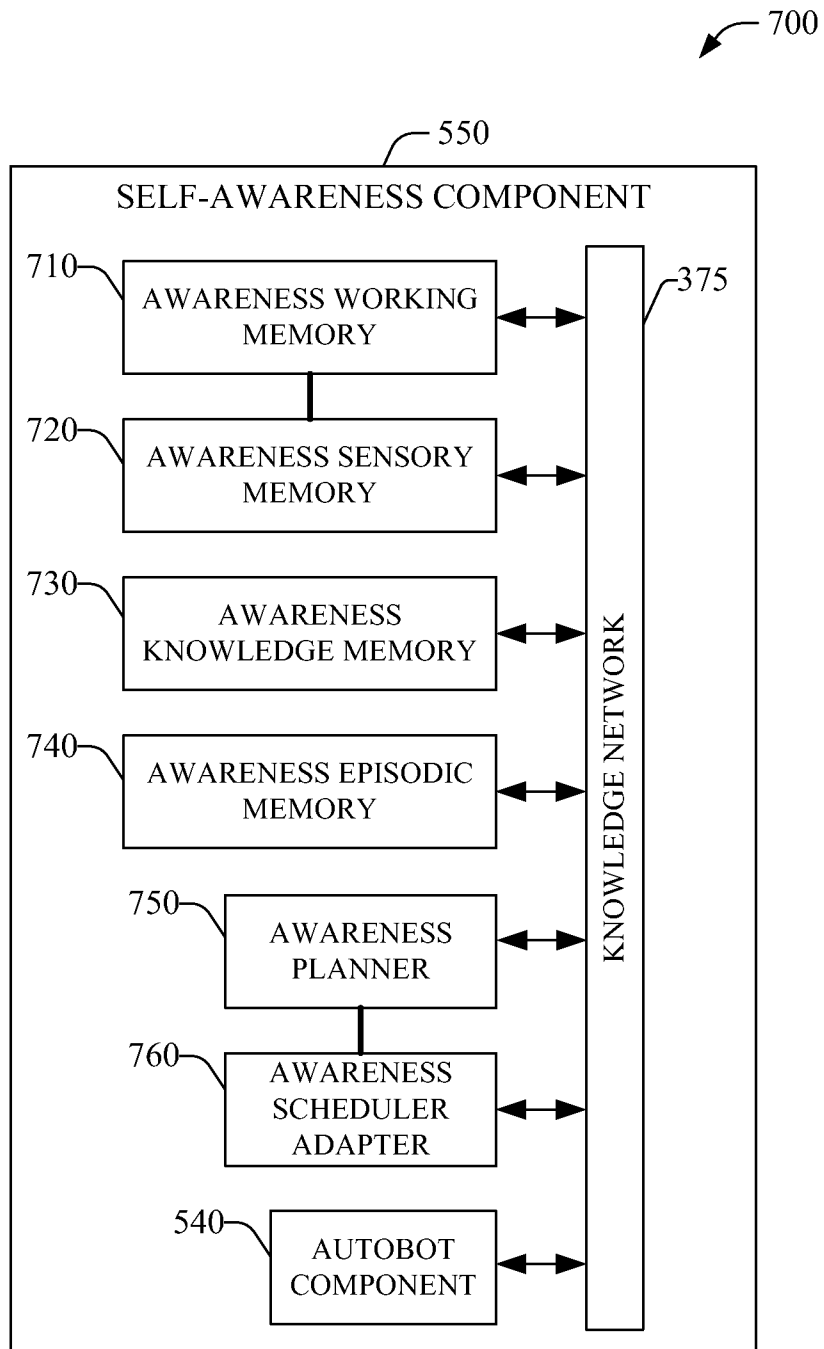 700
550
SELF-AWARENESS COMPONENT
710
AWARENESS WORKING
MEMORY
375
720
AWARENESS SENSORY
MEMORY
730
AWARENESS
KNOWLEDGE MEMORY
KNOWLEDGE NETWORK
740
AWARENESS EPISODIC
MEMORY
750
AWARENESS
PLANNER
760
AWARENESS
SCHEDULER
ADAPTER
540
AUTOBOT
COMPONENT